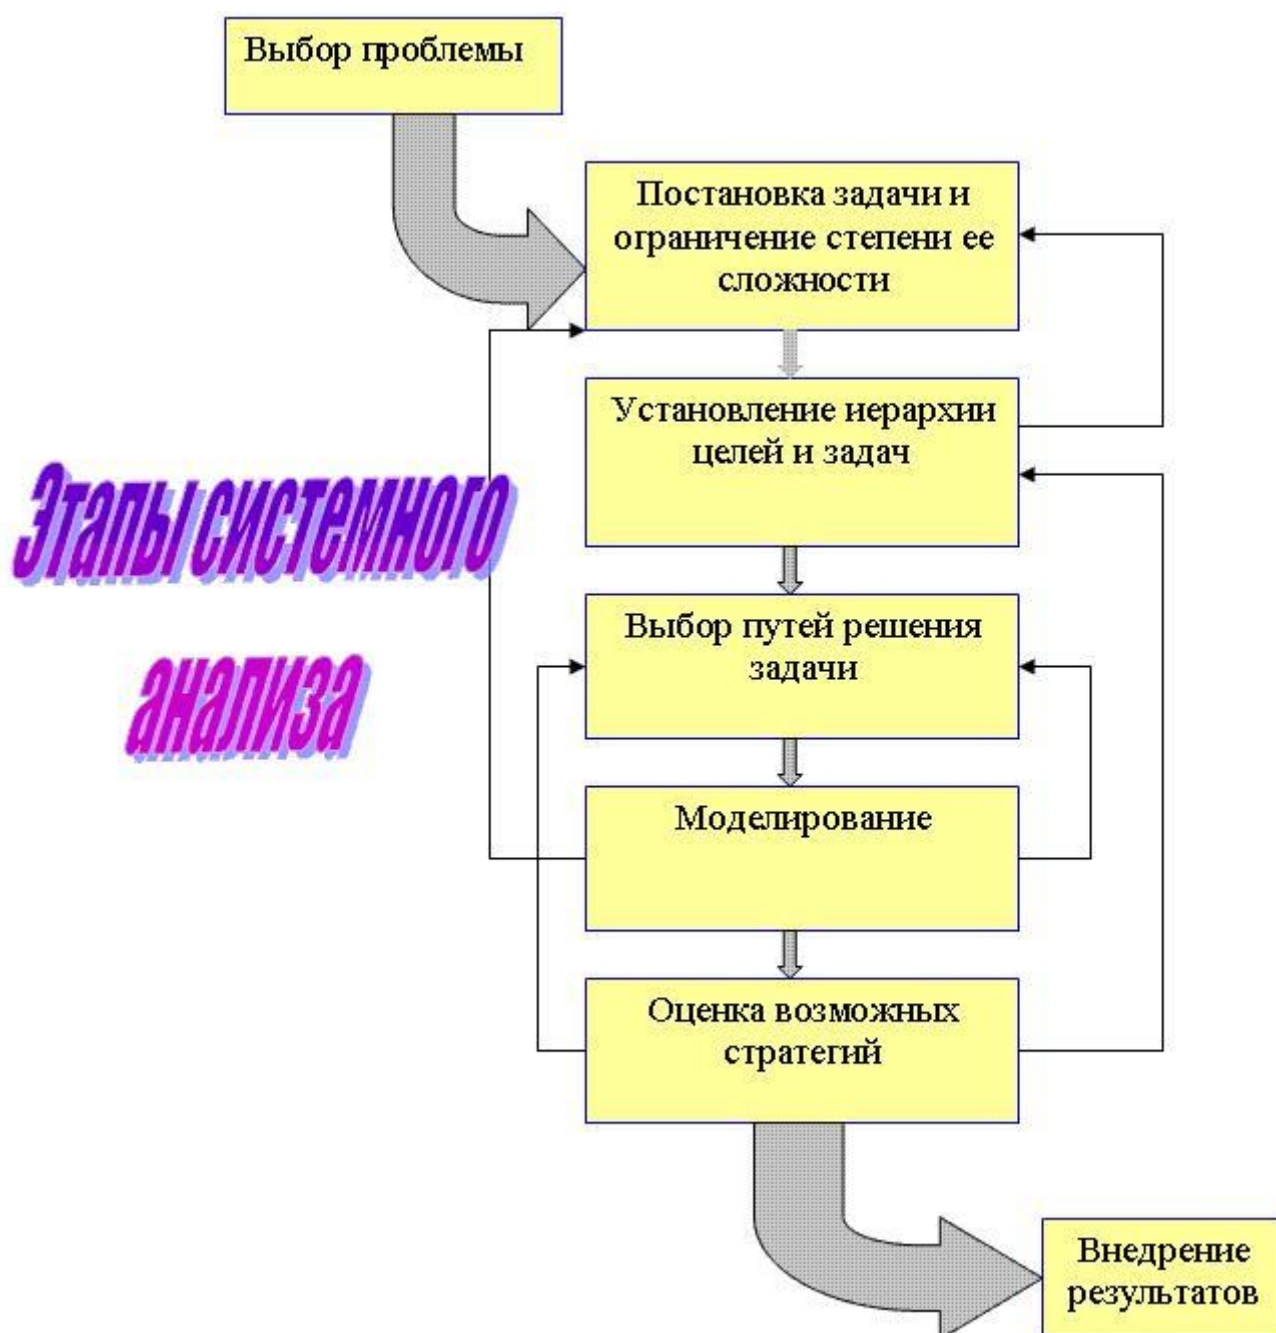 Выбор проблемы
Постановка задачи и
ограничение степени ее
сложности
Установление иерархии
целей и задач
Этапы системного
анализа
Выбор путей решения
задачи
Моделирование
Оценка возможных
стратегий
Внедрение
результатов